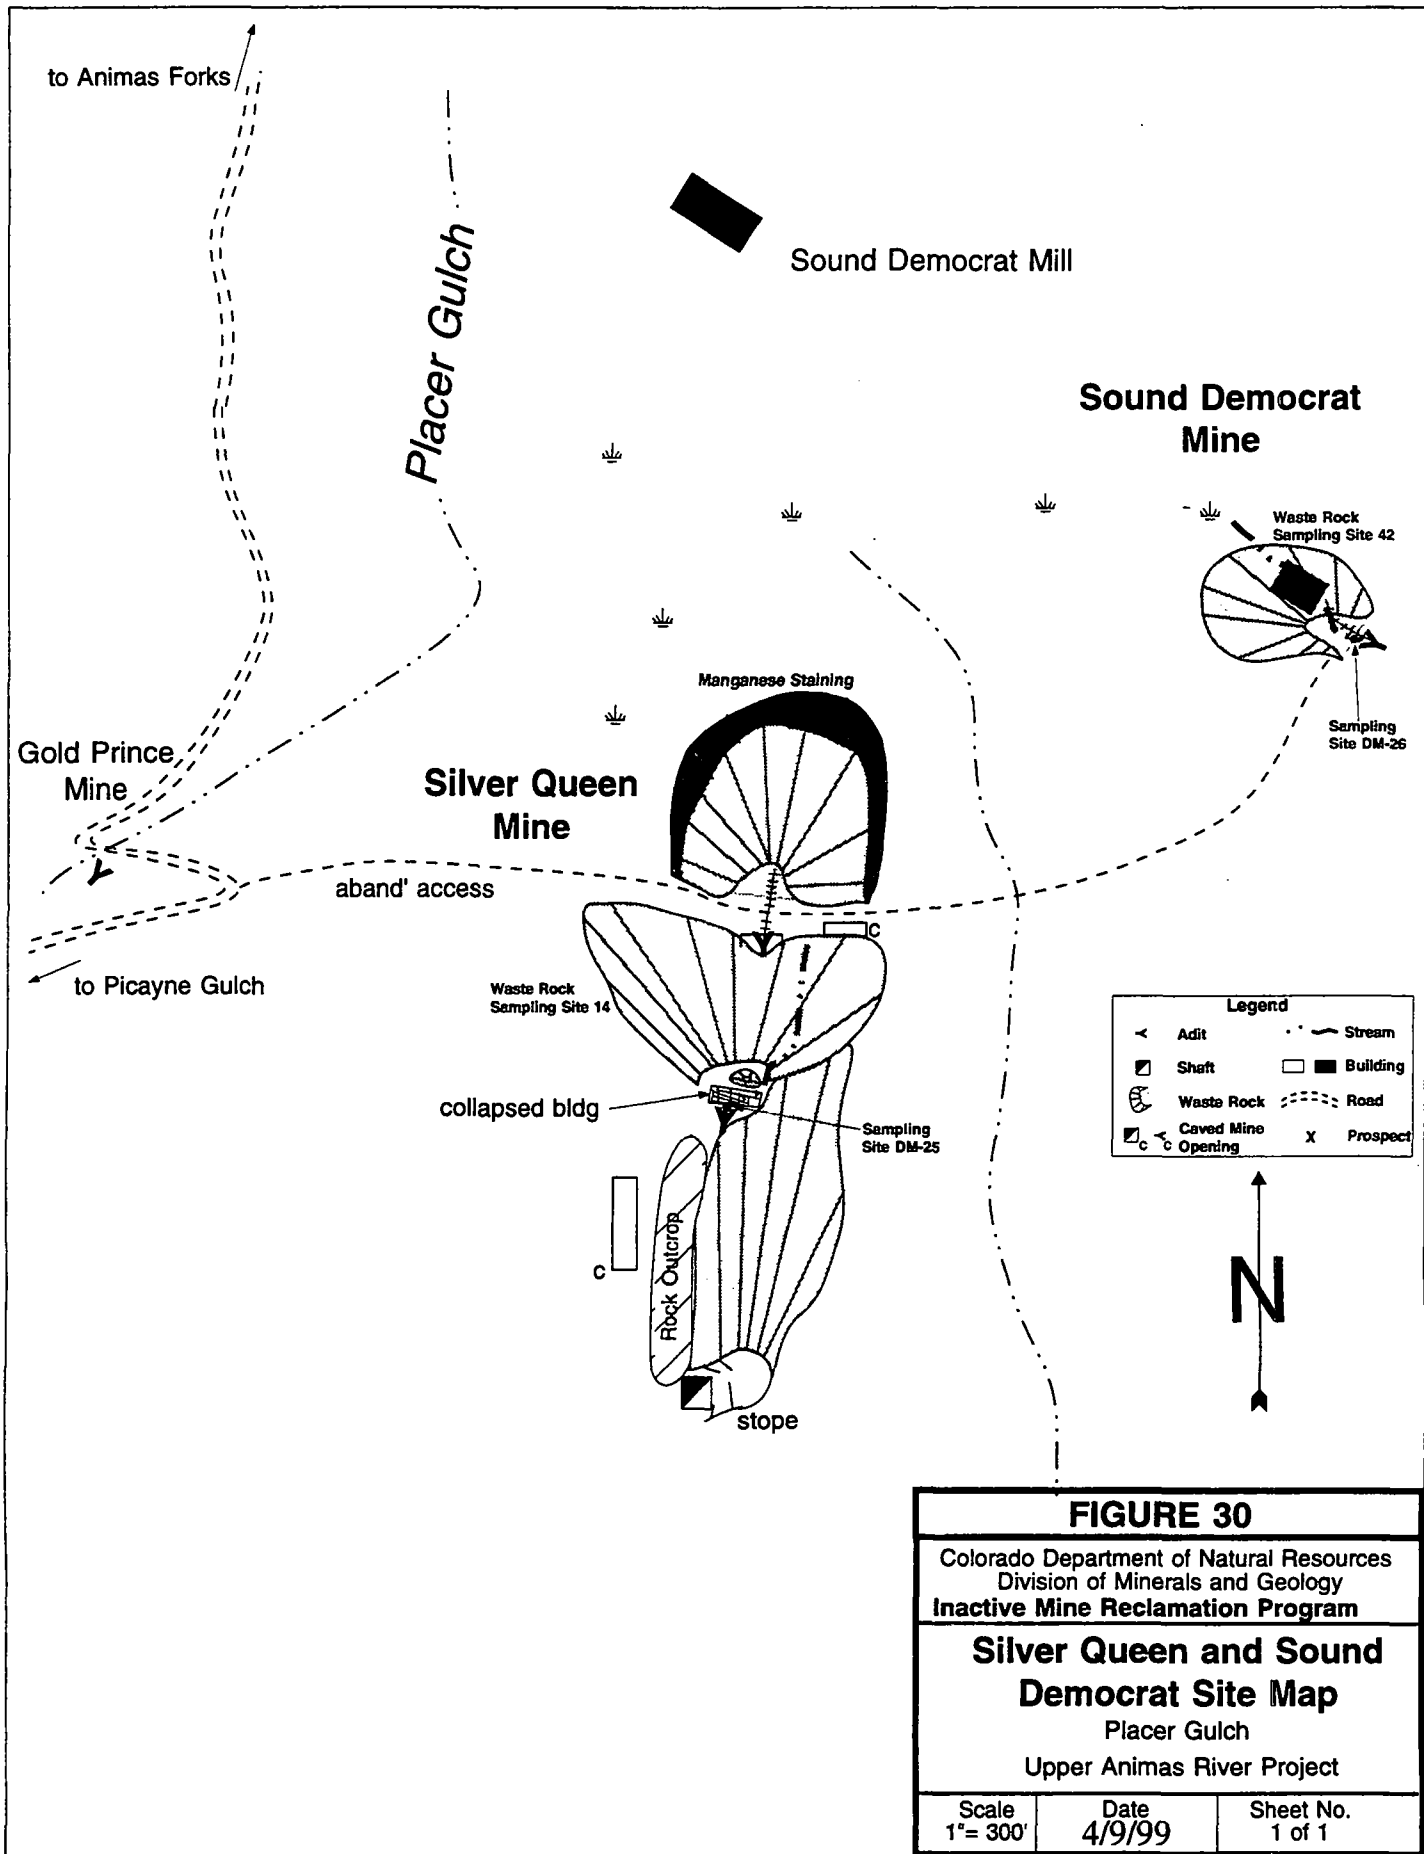 to Animas Forks
Placer Gulch
Sound Democrat Mill
Sound Democrat
Mine
Waste Rock
Sampling Site 42
Sampling
Site DM-26
Manganese Staining
Gold Prince
Mine
Silver Queen
Mine
aband' access
C
to Picayne Gulch
Waste Rock
Sampling Site 14
collapsed bldg
Sampling
Site DM-25
Rock Outcrop
C
stope
Legend
Adit
Stream
Shaft
Building
Waste Rock
Road
C C Caved Mine
Opening
X Prospect
N
FIGURE 30
Colorado Department of Natural Resources
Division of Minerals and Geology
Inactive Mine Reclamation Program
Silver Queen and Sound
Democrat Site Map
Placer Gulch
Upper Animas River Project
Scale
1"= 300'
Date
4/9/99
Sheet No.
1 of 1